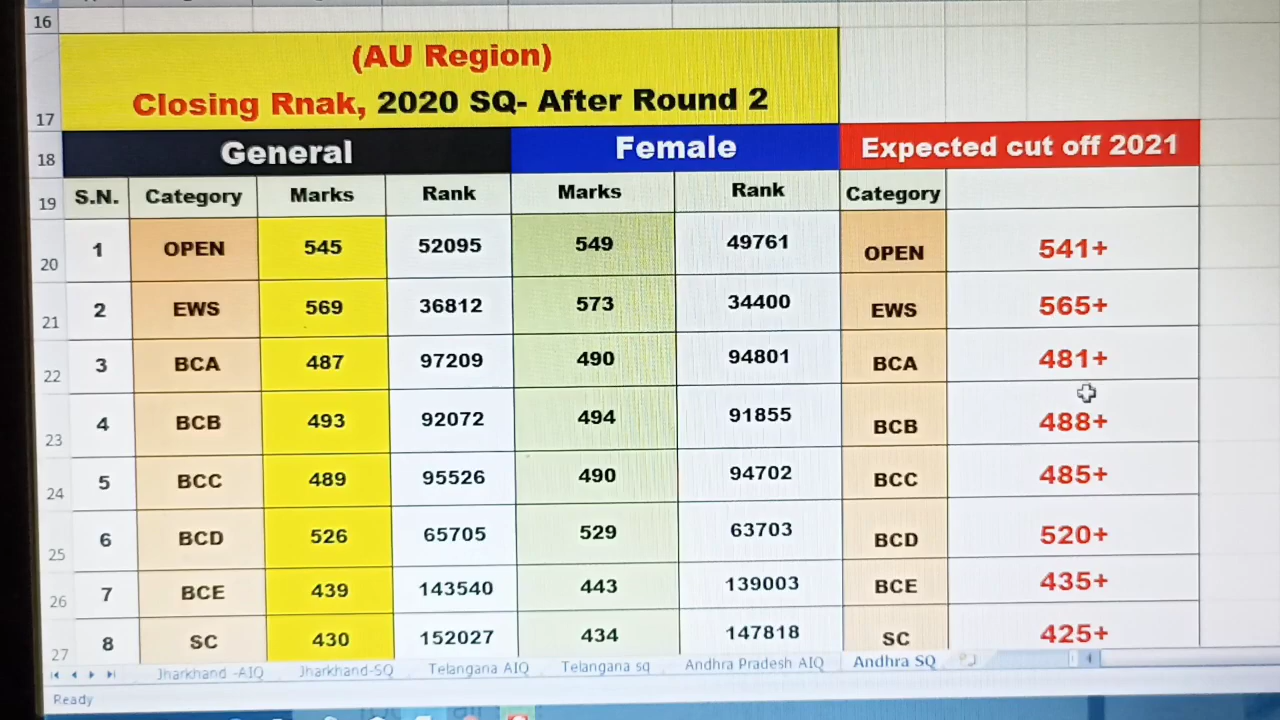 16
(AU Region)
17 Closing Rnak, 2020 SQ- After Round 2
18 General Female Expected cut off 2021
19 S.N. Category Marks Rank Marks Rank Category
20 1 OPEN 545 52095 549 49761 OPEN 541+
21 2 EWS 569 36812 573 34400 EWS 565+
22 3 BCA 487 97209 490 94801 BCA 481+
23 4 BCB 493 92072 494 91855 BCB 488+
24 5 BCC 489 95526 490 94702 BCC 485+
25 6 BCD 526 65705 529 63703 BCD 520+
26 7 BCE 439 143540 443 139003 BCE 435+
27 8 SC 430 152027 434 147818 SC 425+
Jharkhand -AIQ Jharkhand-SQ Telangana AIQ Telangana sq Andhra Pradesh AIQ Andhra SQ
Ready